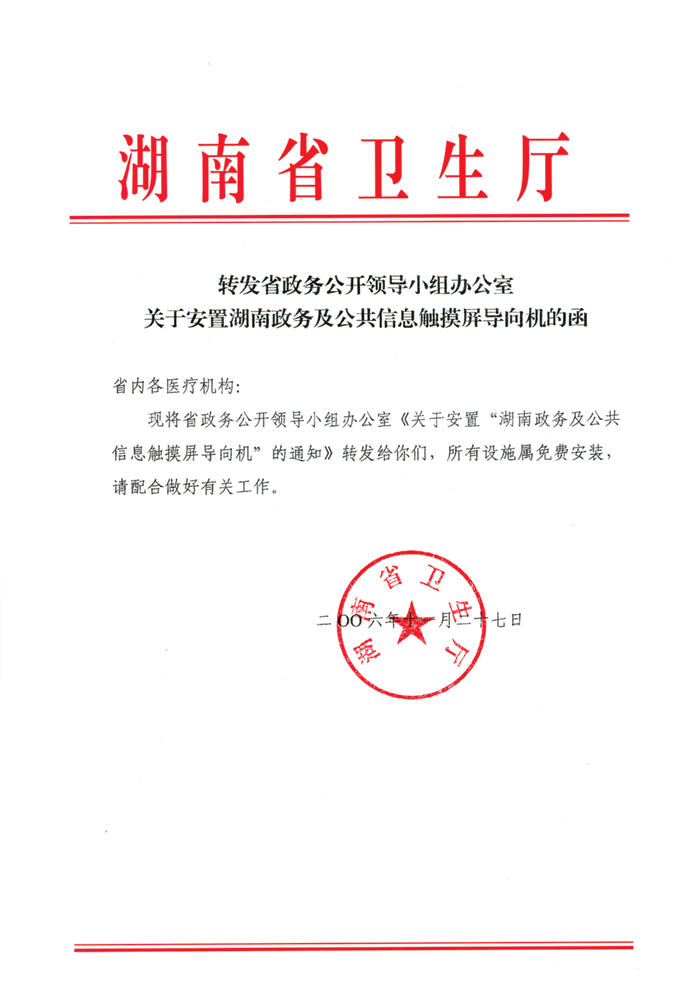 湖南省卫生厅
转发省政务公开领导小组办公室
关于安置湖南政务及公共信息触摸屏导向机的函
省内各医疗机构：
现将省政务公开领导小组办公室《关于安置“湖南政务及公共
信息触摸屏导向机”的通知》转发给你们，所有设施属免费安装，
请配合做好有关工作。
湖南省卫生厅
二〇〇六年十一月二十七日